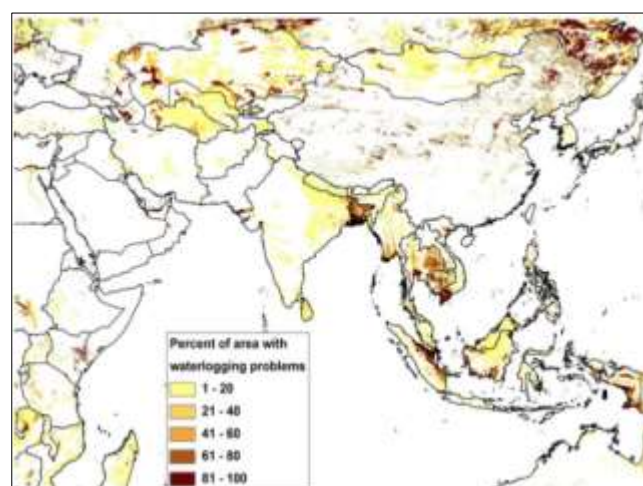 Percent of area with
waterlogging problems
1 - 20
21 - 40
41 - 60
61 - 80
81 - 100